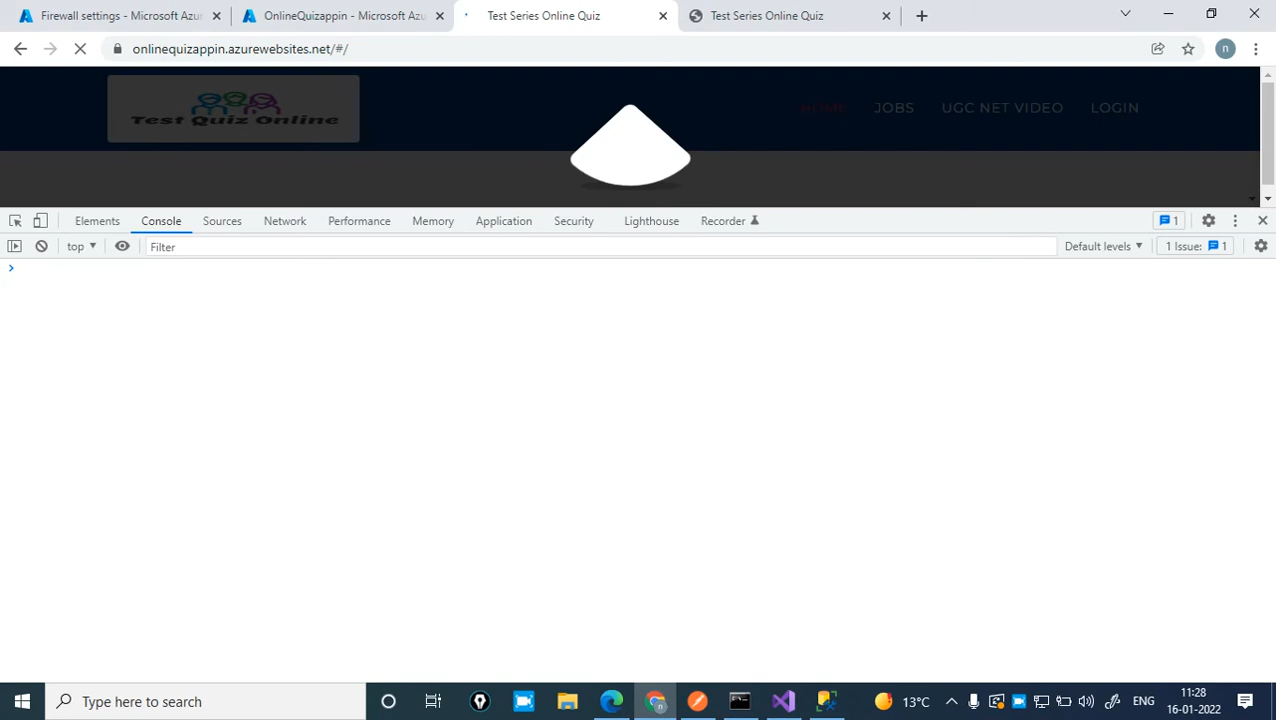 Firewall settings - Microsoft Azur
OnlineQuizappin - Microsoft Azu
Test Series Online Quiz
Test Series Online Quiz
onlinequizappin.azurewebsites.net/#/
n
Test Quiz Online
HOME
JOBS
UGC NET VIDEO
LOGIN
Elements
Console
Sources
Network
Performance
Memory
Application
Security
Lighthouse
Recorder
1
top
Filter
Default levels
1 Issue: 1
Type here to search
n
13°C
ENG
11:28
16-01-2022